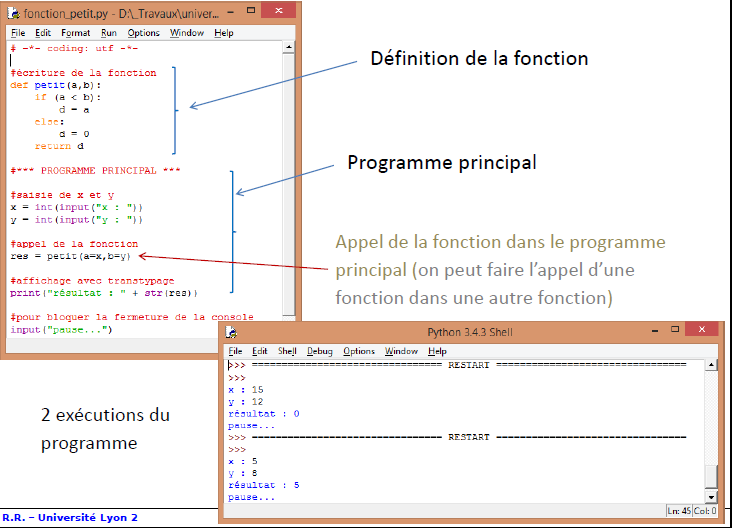 fonction_petit.py - D:\_Travaux\univer...
File Edit Format Run Options Window Help
# -*- coding: utf -*-
#écriture de la fonction
def petit(a,b):
if (a < b):
d = a
else:
d = 0
return d
#*** PROGRAMME PRINCIPAL ***
#saisie de x et y
x = int(input("x : "))
y = int(input("y : "))
#appel de la fonction
res = petit(a=x,b=y)
#affichage avec transtypage
print("résultat : " + str(res))
#pour bloquer la fermeture de la console
input("pause...")
Définition de la fonction
Programme principal
Appel de la fonction dans le programme
principal (on peut faire l’appel d’une
fonction dans une autre fonction)
2 exécutions du
programme
Python 3.4.3 Shell
File Edit Shell Debug Options Window Help
>>> ================================ RESTART ================================
>>>
x : 15
y : 12
résultat : 0
pause...
>>> ================================ RESTART ================================
>>>
x : 5
y : 8
résultat : 5
pause...
Ln: 45 Col: 0
R.R. – Université Lyon 2